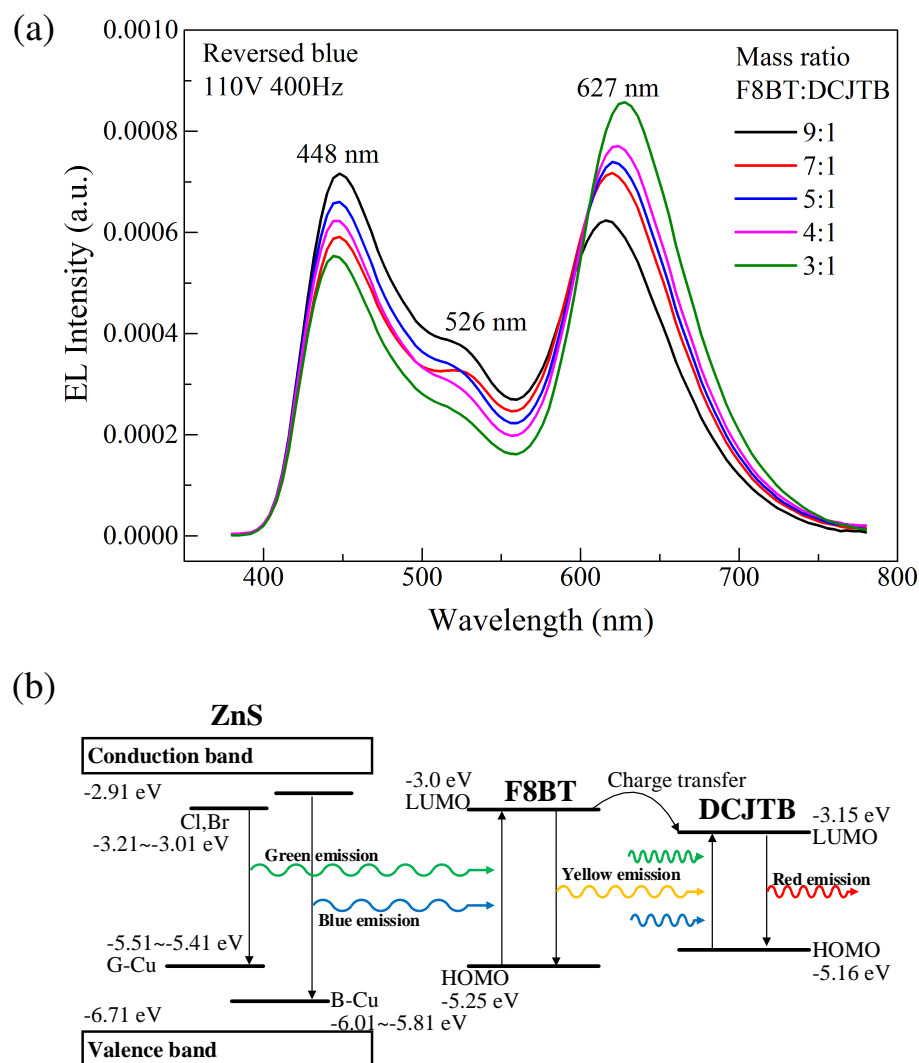 (a)
0.0010
0.0008
0.0006
0.0004
0.0002
0.0000
EL Intensity (a.u.)
Reversed blue
110V 400Hz
448 nm
526 nm
627 nm
Mass ratio
F8BT:DCJTB
9:1
7:1
5:1
4:1
3:1
400
500
600
700
800
Wavelength (nm)
(b)
ZnS
Conduction band
-2.91 eV
Cl,Br
-3.21~-3.01 eV
Green emission
Blue emission
-5.51~-5.41 eV
G-Cu
B-Cu
-6.01~-5.81 eV
-6.71 eV
Valence band
-3.0 eV
LUMO
F8BT
HOMO
-5.25 eV
Charge transfer
Yellow emission
DCJTB
-3.15 eV
LUMO
Red emission
HOMO
-5.16 eV